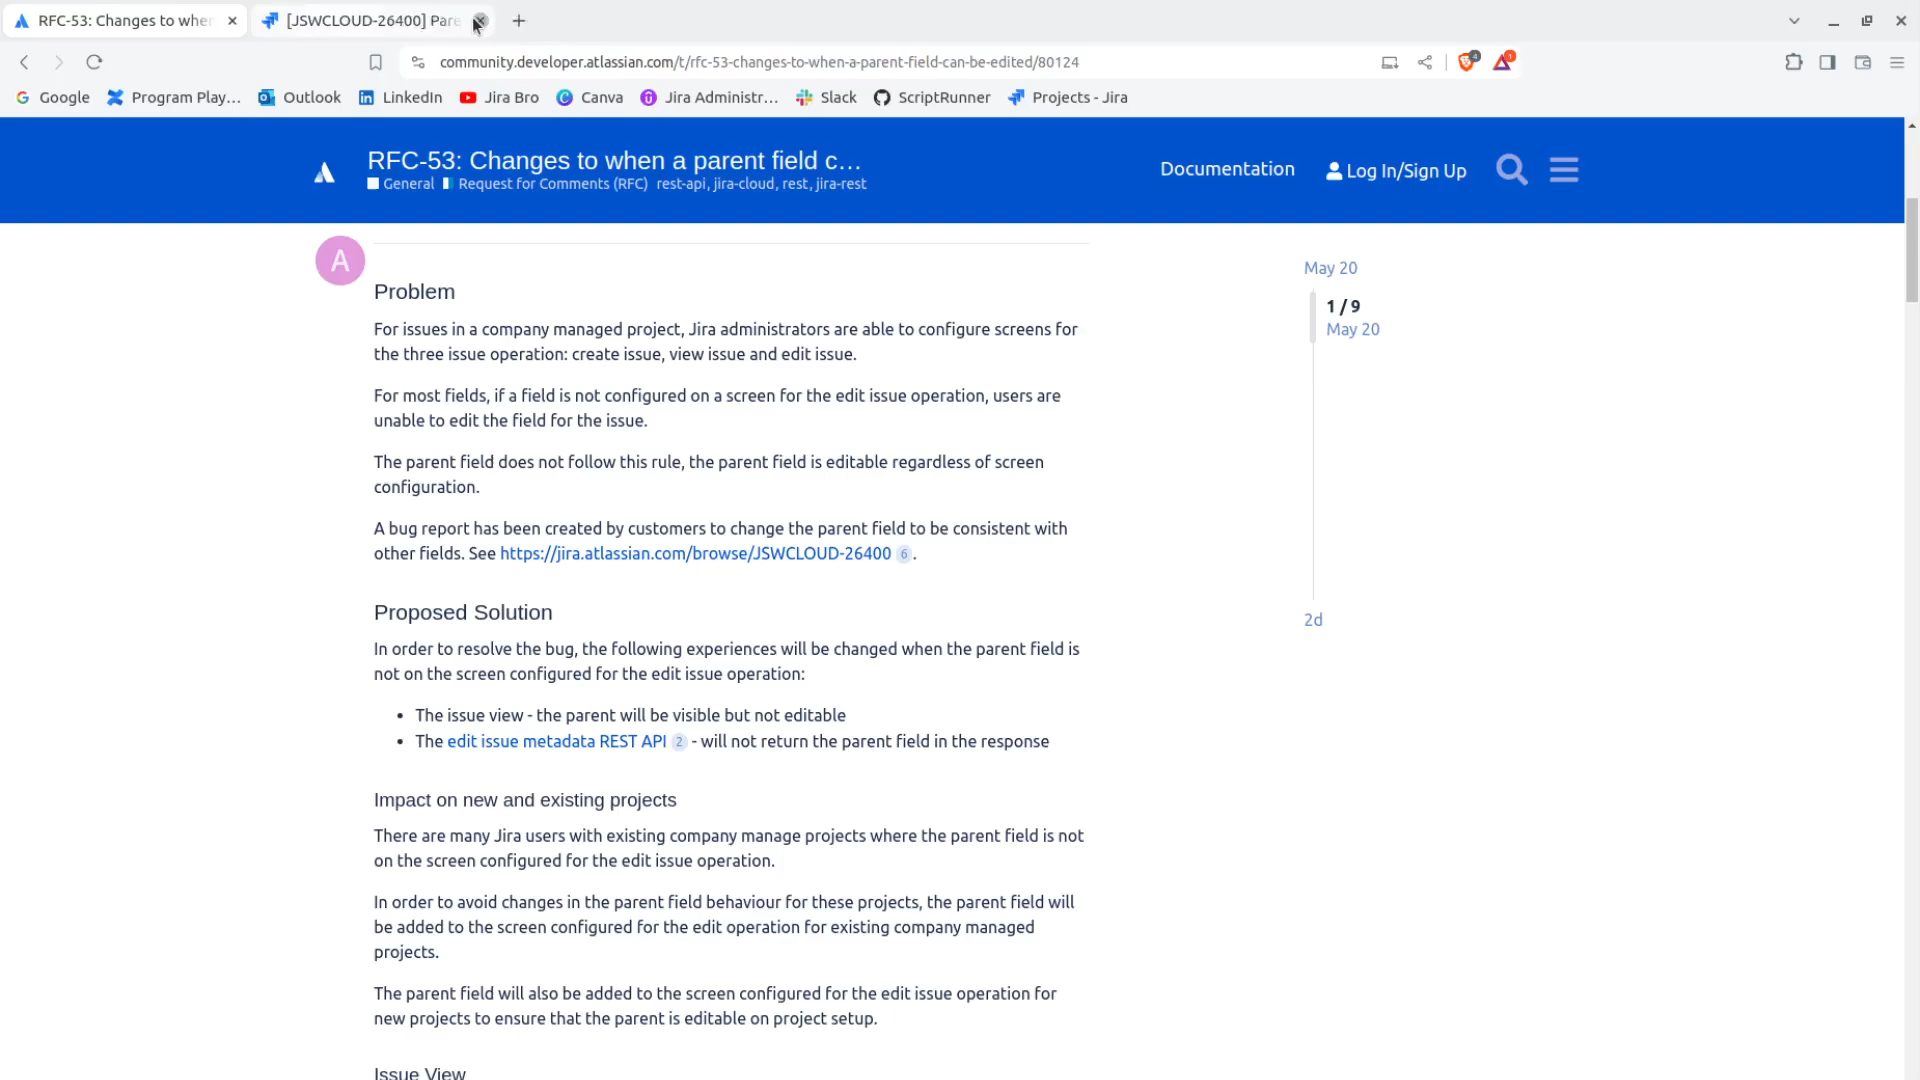 RFC-53: Changes to wher
[JSWCLOUD-26400] Pare
community.developer.atlassian.com/t/rfc-53-changes-to-when-a-parent-field-can-be-edited/80124
4
1
Google
Program Play...
Outlook
LinkedIn
Jira Bro
Canva
Jira Administr...
Slack
ScriptRunner
Projects - Jira
RFC-53: Changes to when a parent field c...
General Request for Comments (RFC) rest-api, jira-cloud, rest, jira-rest
Documentation
Log In/Sign Up
A
Problem
For issues in a company managed project, Jira administrators are able to configure screens for
the three issue operation: create issue, view issue and edit issue.
For most fields, if a field is not configured on a screen for the edit issue operation, users are
unable to edit the field for the issue.
The parent field does not follow this rule, the parent field is editable regardless of screen
configuration.
A bug report has been created by customers to change the parent field to be consistent with
other fields. See https://jira.atlassian.com/browse/JSWCLOUD-26400 6 .
Proposed Solution
In order to resolve the bug, the following experiences will be changed when the parent field is
not on the screen configured for the edit issue operation:
• The issue view - the parent will be visible but not editable
• The edit issue metadata REST API 2 - will not return the parent field in the response
Impact on new and existing projects
There are many Jira users with existing company manage projects where the parent field is not
on the screen configured for the edit issue operation.
In order to avoid changes in the parent field behaviour for these projects, the parent field will
be added to the screen configured for the edit operation for existing company managed
projects.
The parent field will also be added to the screen configured for the edit issue operation for
new projects to ensure that the parent is editable on project setup.
Issue View
May 20
1 / 9
May 20
2d